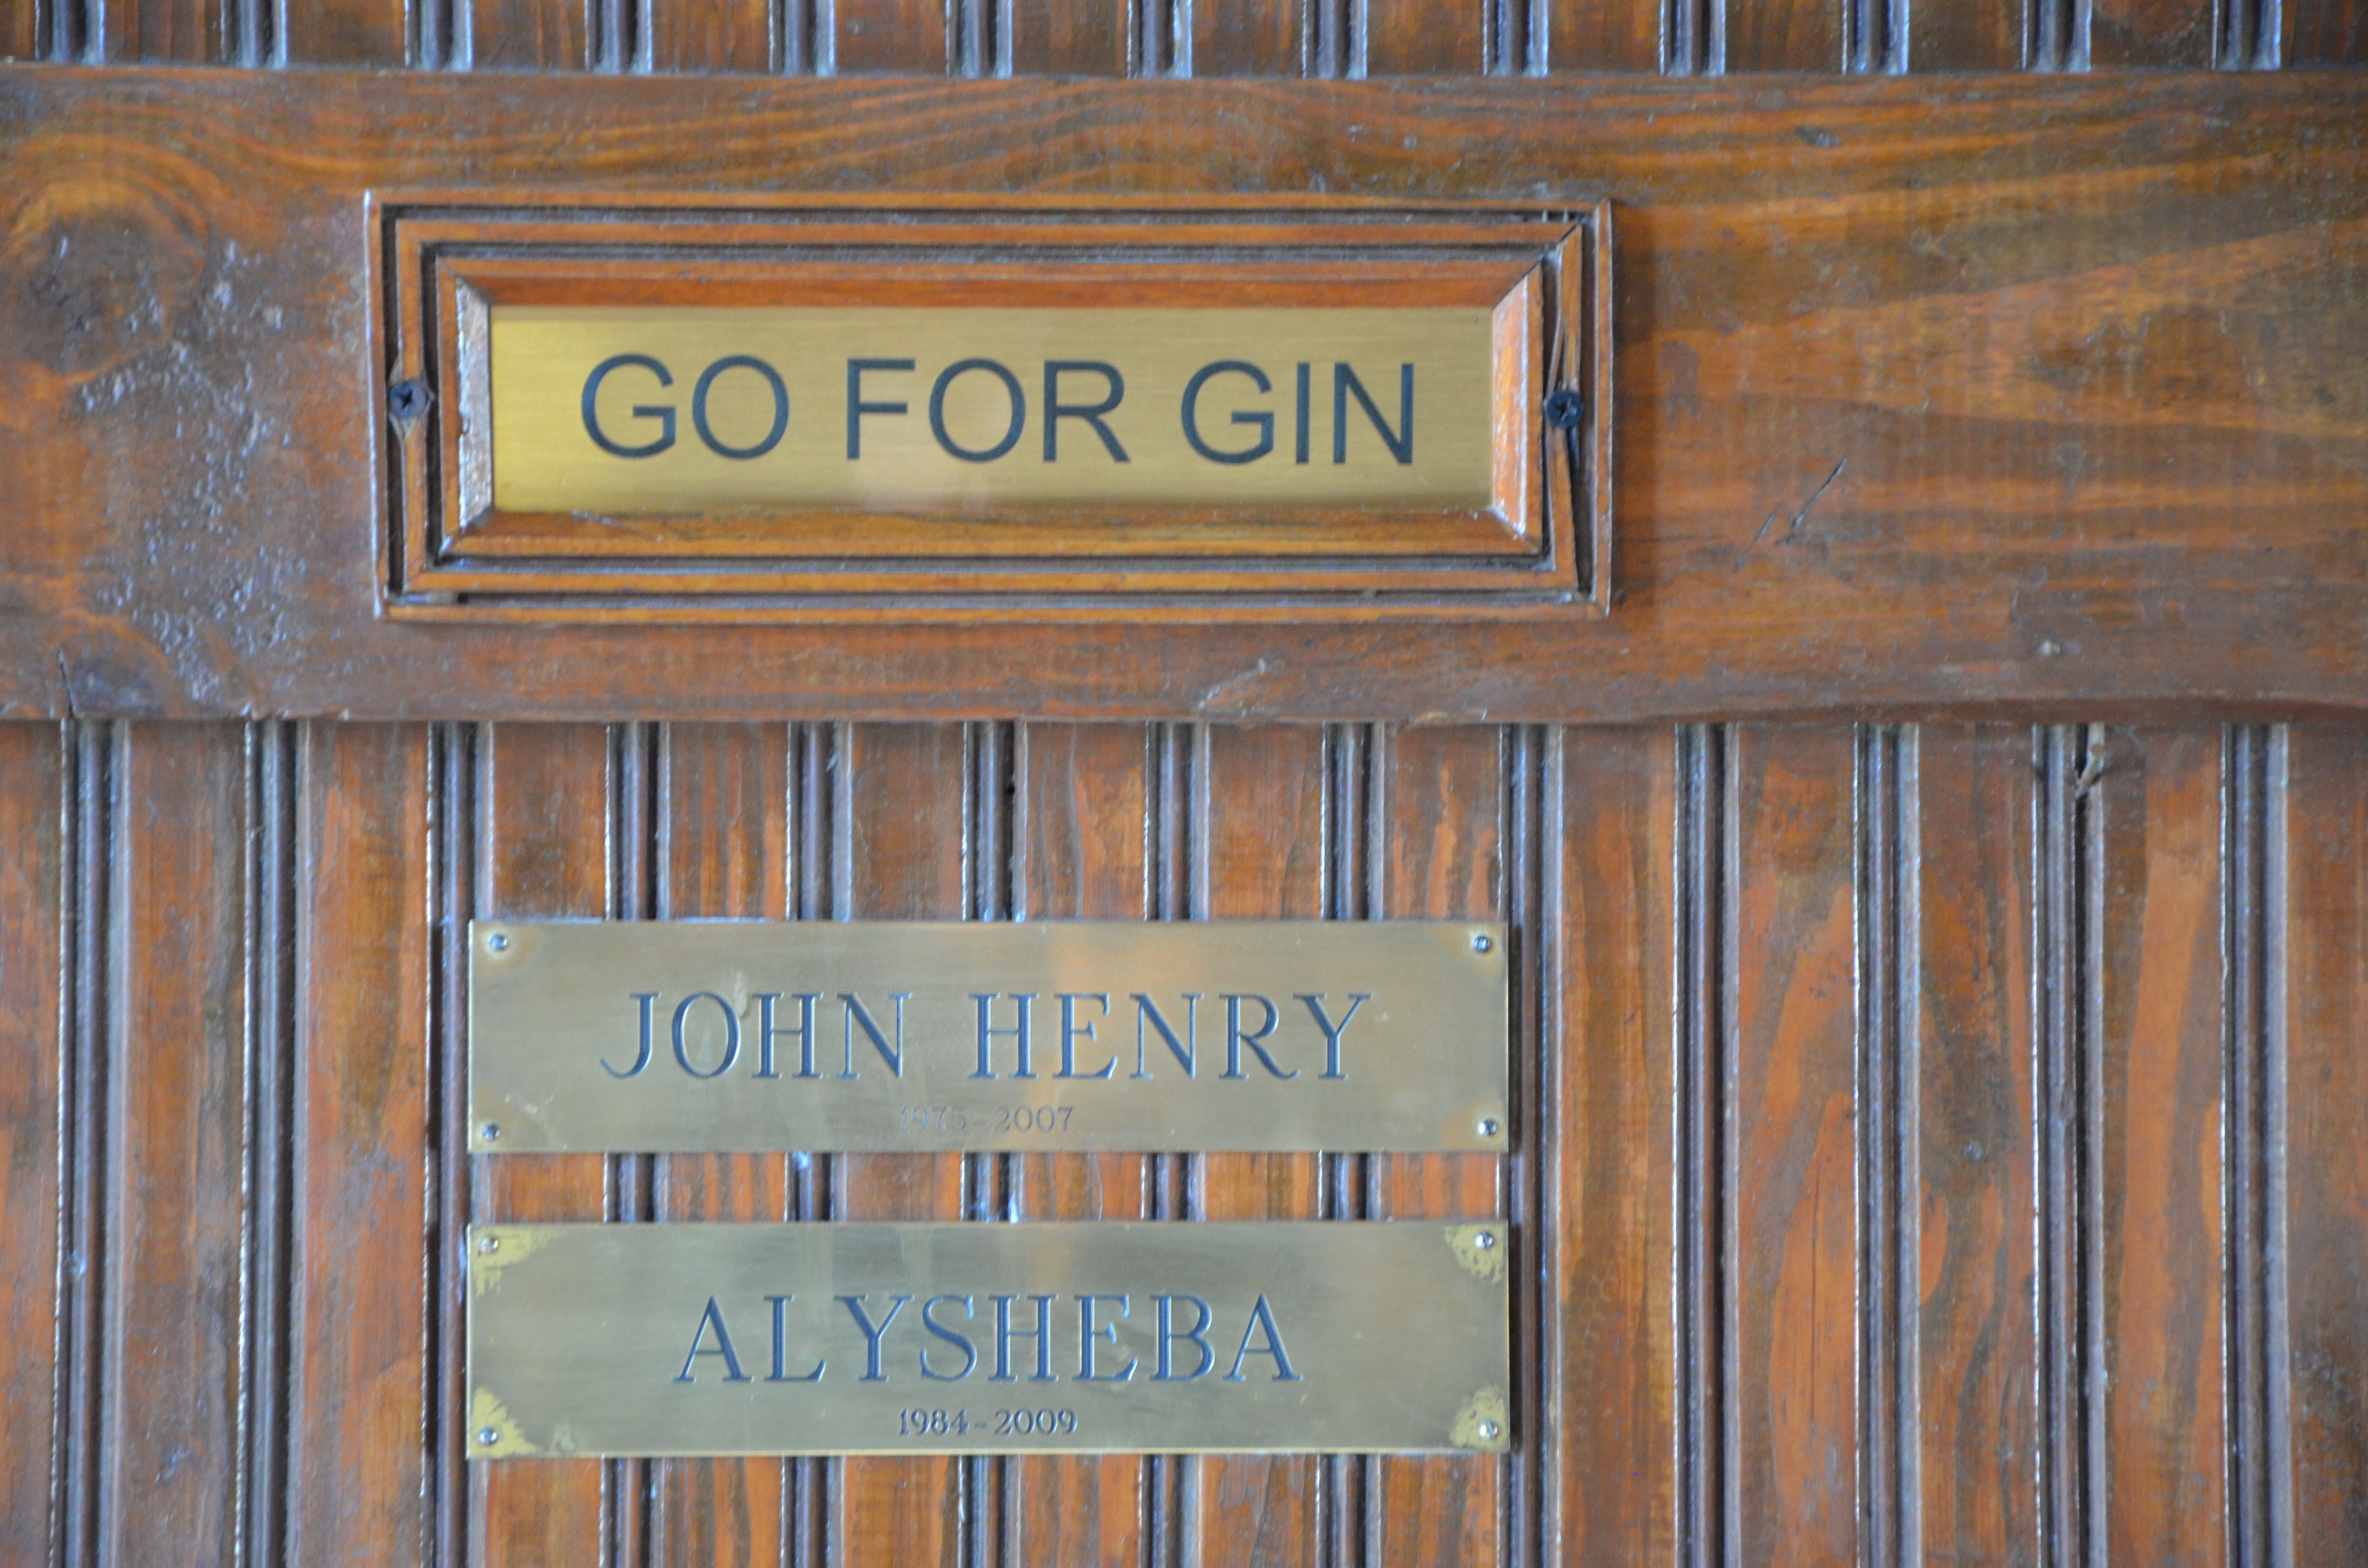 GO FOR GIN
JOHN HENRY
1975-2007
ALYSHEBA
1984-2009